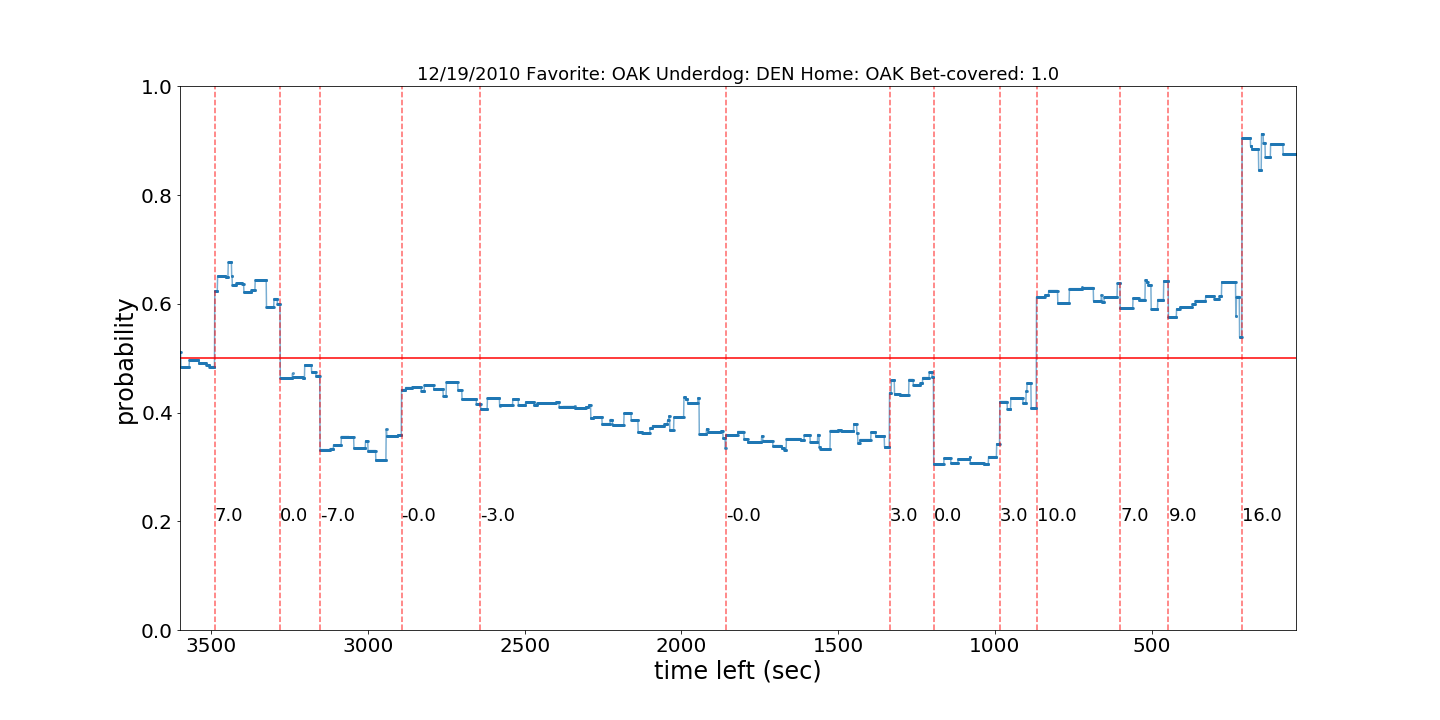 12/19/2010 Favorite: OAK Underdog: DEN Home: OAK Bet-covered: 1.0
1.0
0.8
0.6
0.4
0.2
0.0
probability
7.0 0.0 -7.0 -0.0 -3.0 -0.0 3.0 0.0 3.0 10.0 7.0 9.0 16.0
3500 3000 2500 2000 1500 1000 500
time left (sec)